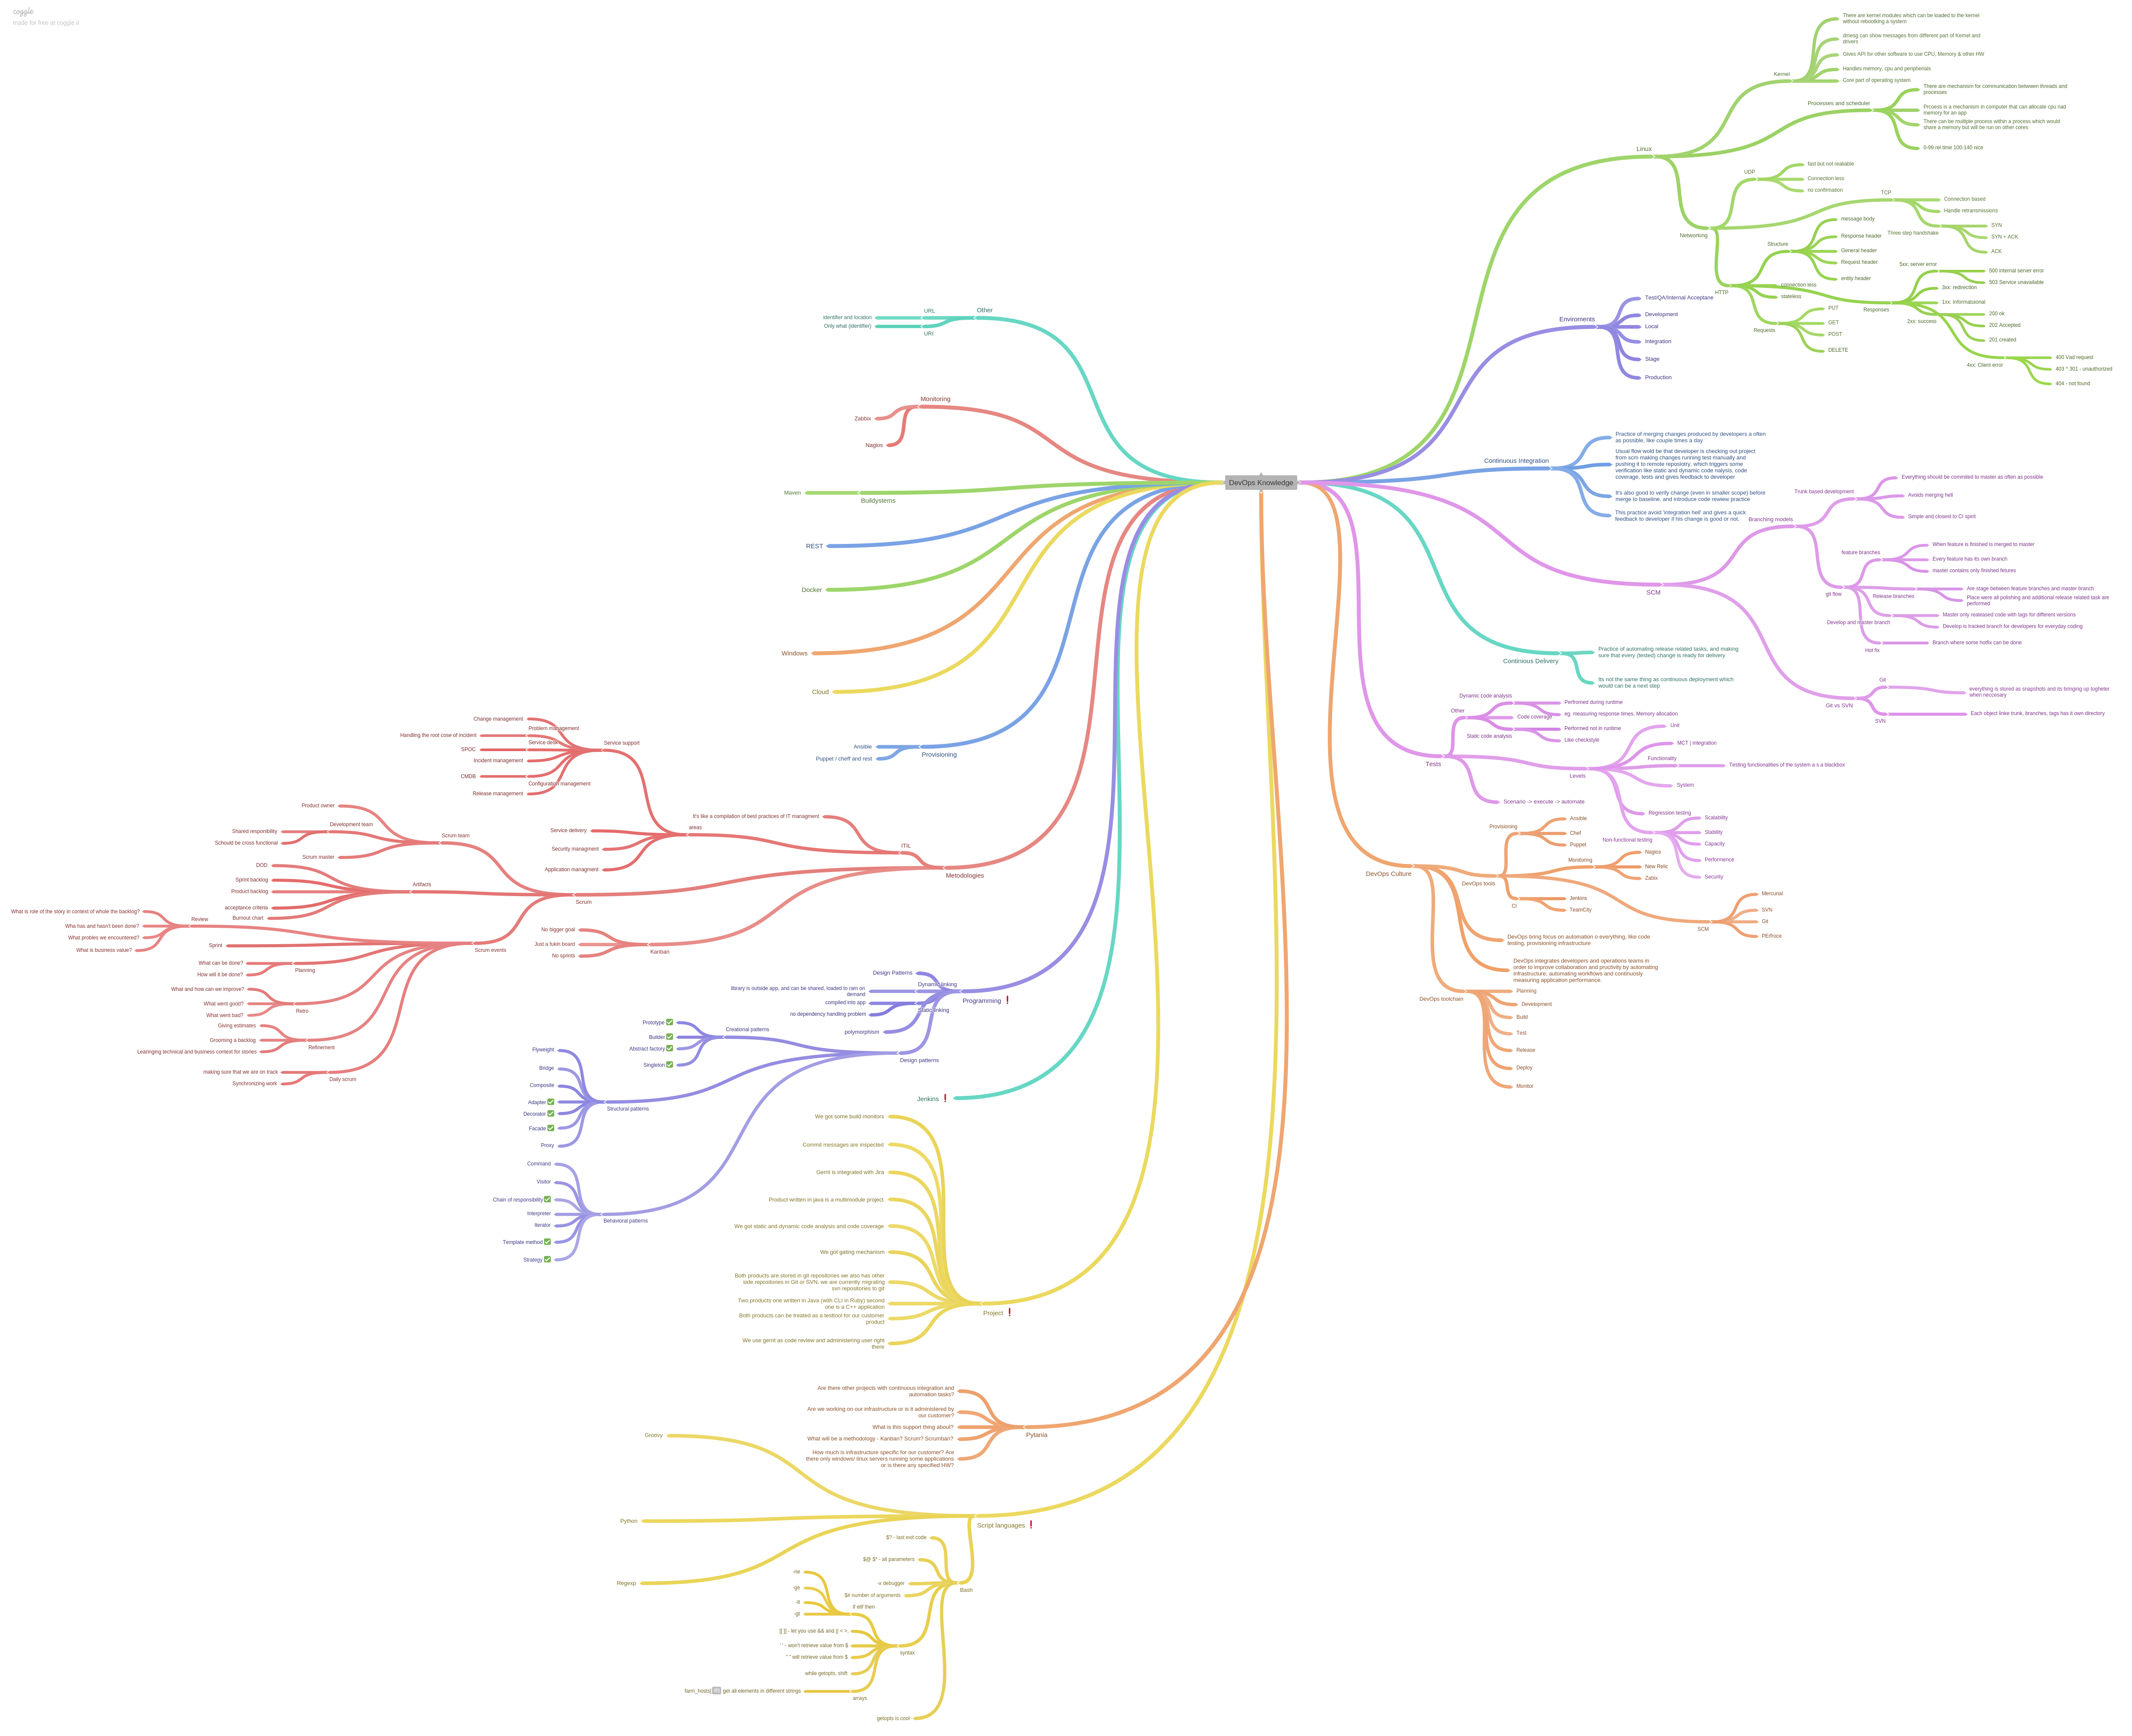 coggle
made for free at coggle.it
DevOps Knowledge
Linux
Kernel
There are kernel modules which can be loaded to the kernel
without rebooking a system
dmesg can show messages from different part of Kernel and
drivers
Gives API for other software to use CPU, Memory & other HW
Handles memory, cpu and peripherials
Core part of operating system
Processes and scheduler
There are mechanism for communication betwwen threads and
processes
Prcoess is a mechanism in computer that can allocate cpu nad
memory for an app
There can be multiple process within a process which would
share a memory but will be run on other cores
0-99 rel time 100-140 nice
Networking
UDP
fast but not realiable
Connection less
no confirmation
TCP
Connection based
Handle retransmissions
Three step handshake
SYN
SYN + ACK
ACK
HTTP
Structure
message body
Response header
General header
Request header
entity header
connection less
stateless
Responses
5xx: server error
500 internal server error
503 Service unavailable
3xx: redirection
1xx: Informatuional
2xx: success
200 ok
202 Accepted
201 created
4xx: Client error
400 Vad request
403 ^ 301 - unauthorized
404 - not found
Requests
PUT
GET
POST
DELETE
Enviroments
Test/QA/Internal Acceptane
Development
Local
Integration
Stage
Production
Continuous Integration
Practice of merging changes produced by developers a often
as possible, like couple times a day
Usual flow wold be that developer is checking out project
from scm making changes running test manually and
pushing it to remote reposiotry, which triggers some
verification like static and dynamic code nalysis, code
coverage, tests and gives feedback to developer
It's also good to verify change (even in smaller scope) before
merge to baseline, and introduce code reveiew practice
This practice avoid 'integration hell' and gives a quick
feedback to developer if his change is good or not.
SCM
Branching models
Trunk based development
Everything should be commited to master as often as possible
Avoids merging hell
Simple and closest to CI spirit
git flow
feature branches
When feature is finished is merged to master
Every feature has its own branch
master contains only finished fetures
Release branches
Are stage between feature branches and master branch
Place were all polishing and additional release related task are
performed
Develop and master branch
Master only realeased code with tags for different versions
Develop is tracked branch for developers for everyday coding
Hot fix
Branch where some hotfix can be done
Git vs SVN
Git
everything is stored as snapshots and its bringing up togheter
when neccesary
SVN
Each object linke trunk, branches, tags has it own directory
Continious Delivery
Practice of automating release related tasks, and making
sure that every (tested) change is ready for delivery
Its not the same thing as continuous deployment which
would can be a next step
Tests
Other
Dynamic code analysis
Perfromed during runtime
eg. measuring response times, Memory allocation
Code coverage
Static code analysis
Performed not in runtime
Like checkstyle
Levels
Unit
MCT | integration
Functionality
Testing functionalities of the system a s a blackbox
System
Regression testing
Non-functional testing
Scalability
Stability
Capacity
Performence
Security
Scenario -> execute -> automate
DevOps Culture
DevOps tools
Provisioning
Ansible
Chef
Puppet
Monitoring
Nagios
New Relic
Zabix
CI
Jenkins
TeamCity
SCM
Mercurial
SVN
Git
PErfroce
DevOps bring focus on automation o everything, like code
testing, provisioning infrastructure
DevOps integrates developers and operations teams in
order to improve collaboration and pructivity by automating
infrastructure, automating workflows and continuosly
measuring application performance.
DevOps toolchain
Planning
Development
Build
Test
Release
Deploy
Monitor
Other
URL
Identifier and location
URI
Only what (identifier)
Monitoring
Zabbix
Nagios
Buildystems
Maven
REST
Docker
Windows
Cloud
Provisioning
Ansible
Puppet / cheff and rest
Metodologies
ITIL
It's like a compilation of best practices of IT managment
areas
Service support
Change management
Problem management
Handling the root cose of incident
Service desk
SPOC
Incident management
Configuration management
CMDB
Release management
Service delivery
Security managment
Application managment
Scrum
Scrum team
Product owner
Development team
Shared responibility
Schould be cross functional
Scrum master
Artifacts
DOD
Sprint backlog
Product backlog
acceptance criteria
Burnout chart.
Scrum events
Review
What is role of the story in context of whole the backlog?
Wha has and hasn't been done?
What probles we encountered?
What is business value?
Sprint
Planning
What can be done?
How will it be done?
Retro
What and how can we improve?
What went good?
What went bad?
Refinement
Giving estimates
Grooming a backlog
Learinging technical and business context for stories
Daily scrum
making sure that we are on track
Synchronizing work
Kanban
No bigger goal
Just a fukin board
No sprints
Programming ❗
Design Patterns
Dynamic linking
library is outside app, and can be shared, loaded to ram on
demand
Static linking
compiled into app
no dependency handling problem
polymorphism
Design patterns
Creational patterns
Prototype ✅
Builder ✅
Abstract factory ✅
Singleton ✅
Structural patterns
Flyweight
Bridge
Composite
Adapter ✅
Decorator ✅
Facade ✅
Proxy
Behavioral patterns
Command
Visitor
Chain of responsibility ✅
Interpreter
Iterator
Template method ✅
Strategy ✅
Jenkins ❗
Project ❗
We got some build monitors
Commit messages are inspected
Gerrit is integrated with Jira
Product written in java is a multimodule project
We got static and dynamic code analysis and code coverage
We got gating mechanism
Both products are stored in git repositories we also has other
side repositories in Git or SVN, we are currently migrating
svn repositories to git
Two products one written in Java (with CLI in Ruby) second
one is a C++ application
Both products can be treated as a testtool for our customer
product
We use gerrit as code review and administering user right
there
Pytania
Are there other projects with continuous integration and
automation tasks?
Are we working on our infrastructure or is it administered by
our customer?
What is this support thing about?
What will be a methodology - Kanban? Scrum? Scrumban?
How much is infrastructure specific for our customer? Are
there only windows/ linux servers running some applications
or is there any specified HW?
Script languages ❗
Groovy
Python
Regexp
Bash
$? - last exit code
$@ $* - all parameters
-x debugger
$# number of arguments
syntax
if elif then
-ne
-ge
-lt
-gt
[[ ]] - let you use && and || < >,
' ' - won't retrieve value from $
" " will retrieve value from $
while getopts, shift
arrays
farm_hosts[ get all elements in different strings
getopts is cool